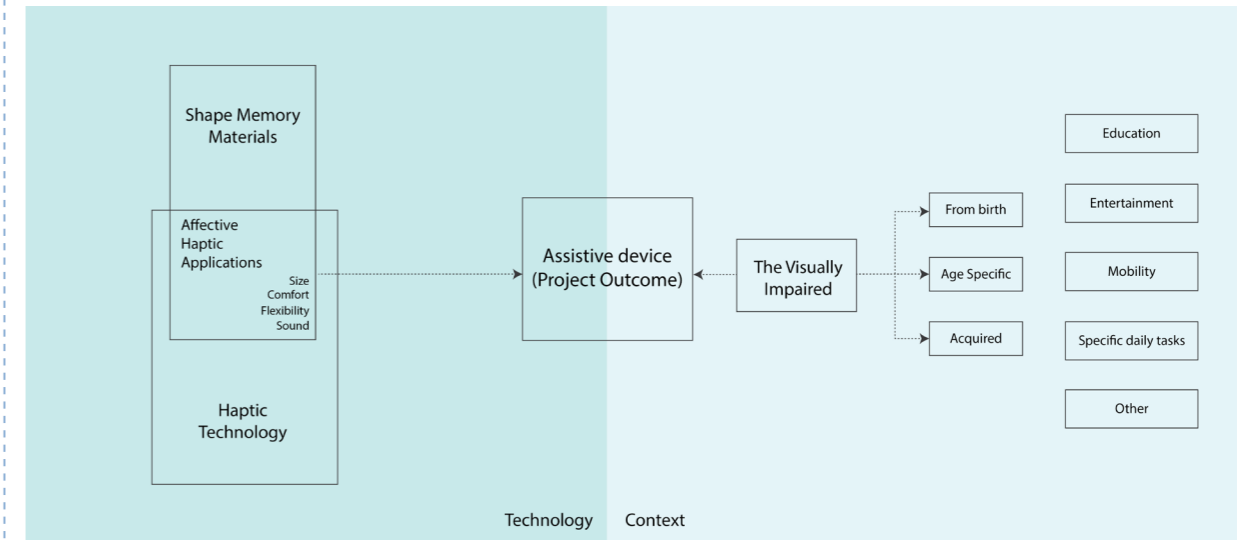 Shape Memory
Materials
Affective
Haptic
Applications
Size
Comfort
Flexibility
Sound
Haptic
Technology
Assistive device
(Project Outcome)
The Visually
Impaired
From birth
Age Specific
Acquired
Education
Entertainment
Mobility
Specific daily tasks
Other
Technology
Context